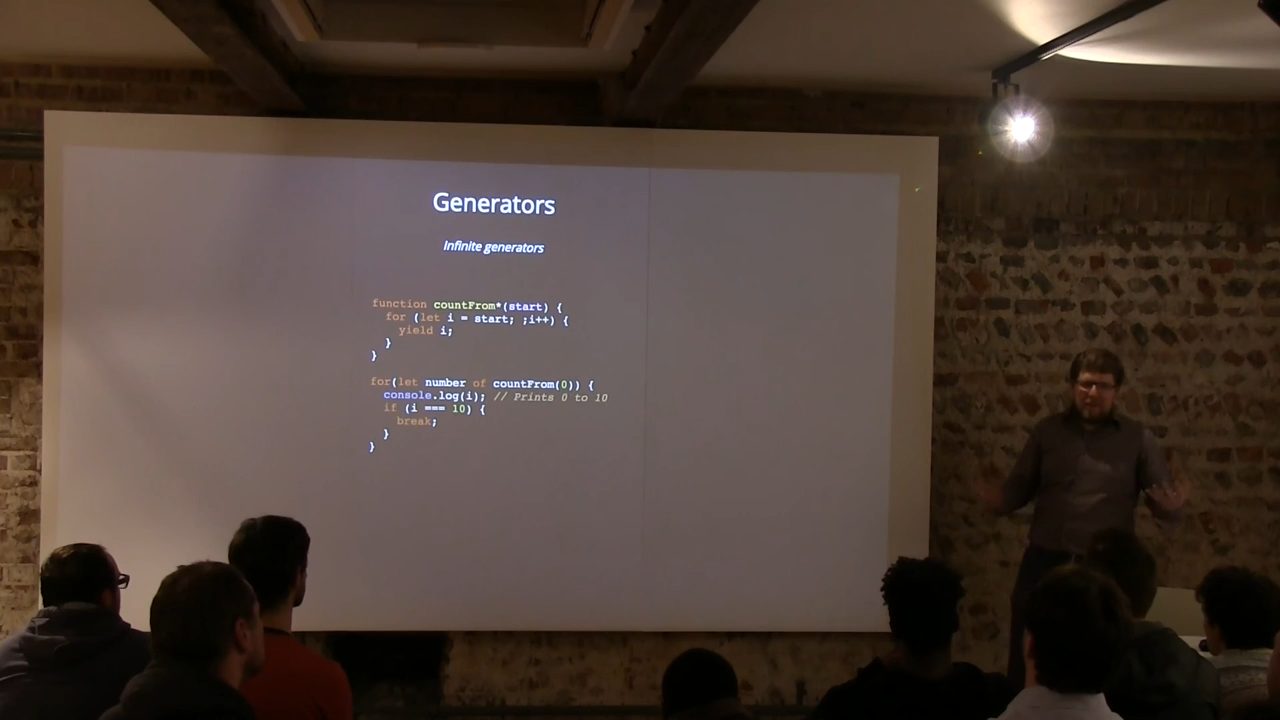 Generators
Infinite generators
function countFrom*(start) {
  for (let i = start; ;i++) {
    yield i;
  }
}
for(let number of countFrom(0)) {
  console.log(i); // Prints 0 to 10
  if (i === 10) {
    break;
  }
}